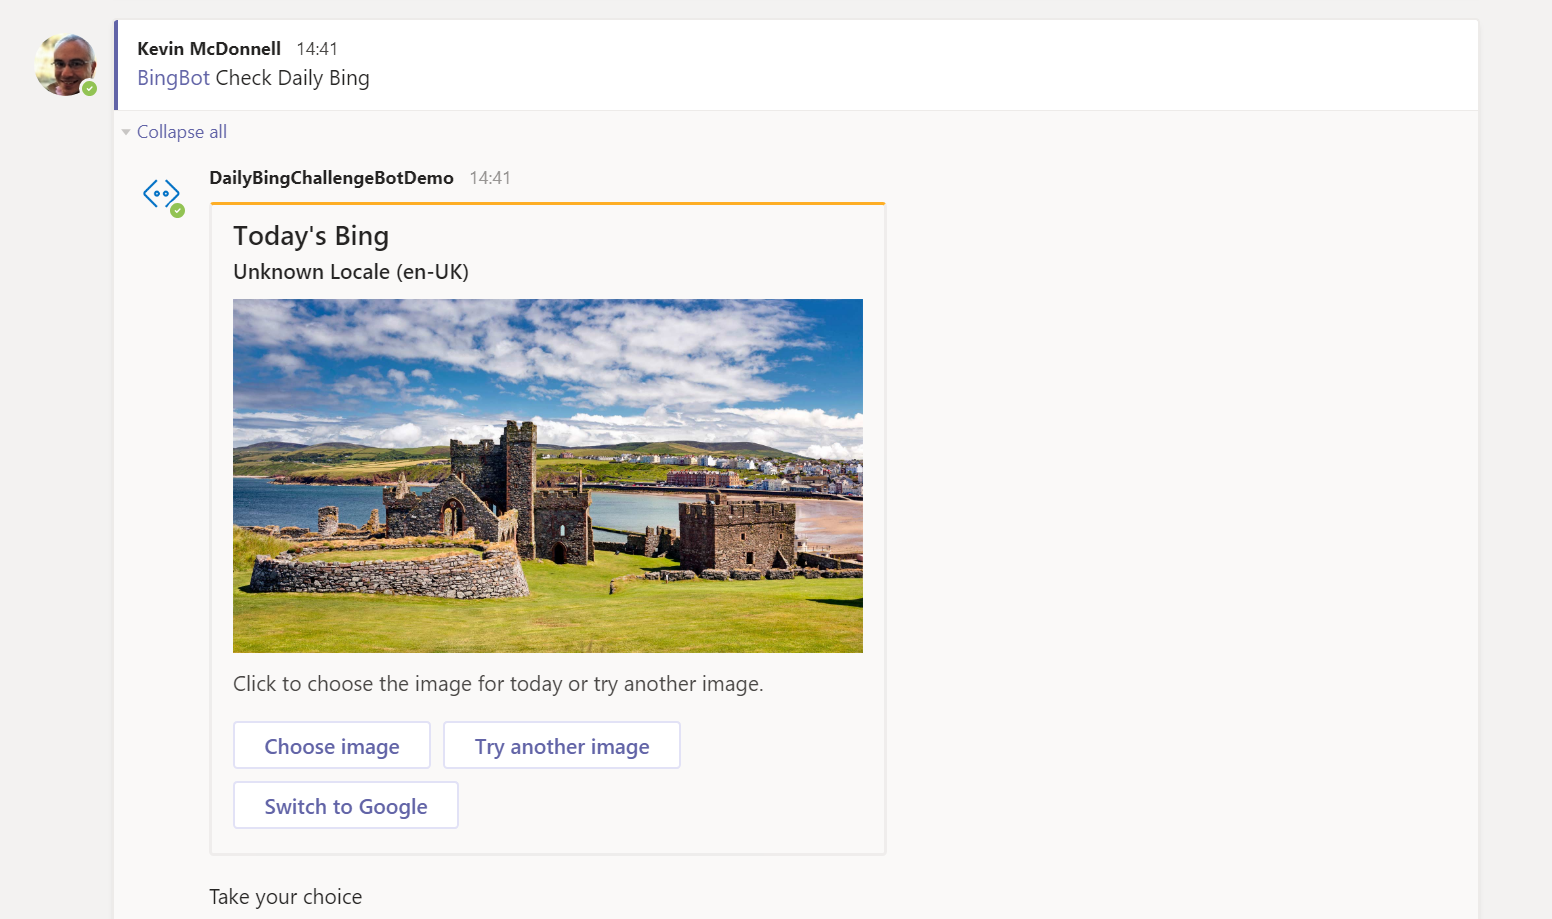 Kevin McDonnell 14:41
BingBot Check Daily Bing
Collapse all
DailyBingChallengeBotDemo 14:41
Today's Bing
Unknown Locale (en-UK)
Click to choose the image for today or try another image.
Choose image
Try another image
Switch to Google
Take your choice